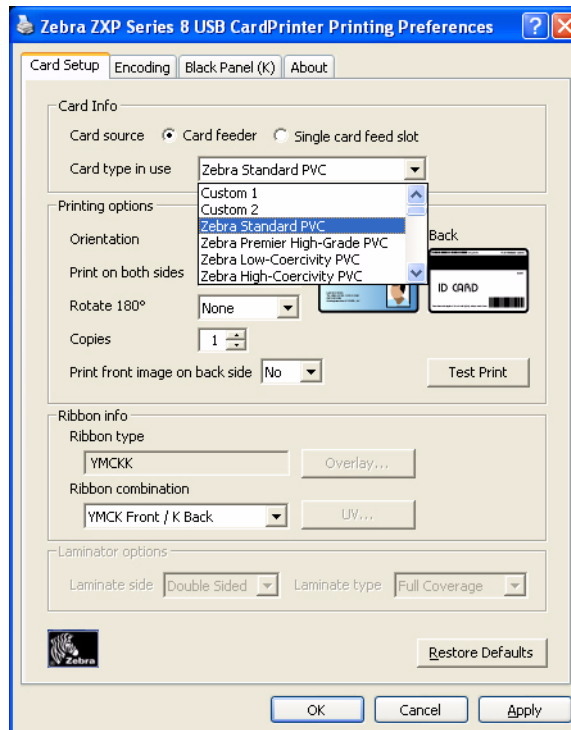 Zebra ZXP Series 8 USB CardPrinter Printing Preferences
Card Setup Encoding Black Panel (K) About
Card Info
Card source Card feeder Single card feed slot
Card type in use Zebra Standard PVC
Custom 1
Custom 2
Zebra Standard PVC
Zebra Premier High-Grade PVC
Zebra Low-Coercivity PVC
Zebra High-Coercivity PVC
Printing options
Orientation
Back
Print on both sides
ID CARD
Rotate 180° None
Copies 1
Print front image on back side No Test Print
Ribbon info
Ribbon type
YMCKK Overlay...
Ribbon combination
YMCK Front / K Back UV...
Laminator options
Laminate side Double Sided Laminate type Full Coverage
Zebra
Restore Defaults
OK Cancel Apply